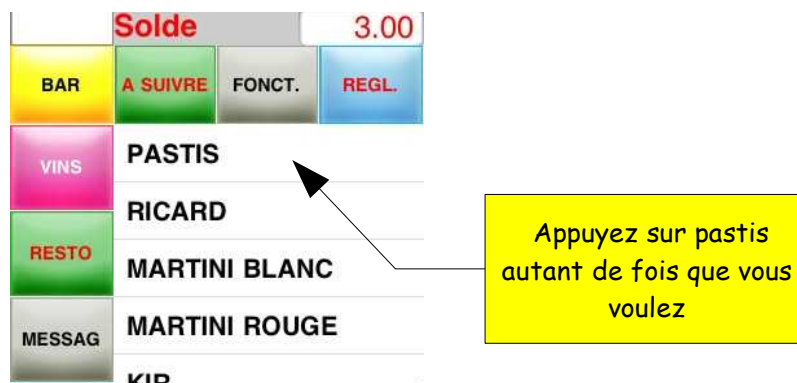 Solde 3.00
BAR A SUIVRE FONCT. REGL.
VINS
PASTIS
RICARD
RESTO
MARTINI BLANC
MESSAG
MARTINI ROUGE
KIR
Appuyez sur pastis
autant de fois que vous
voulez